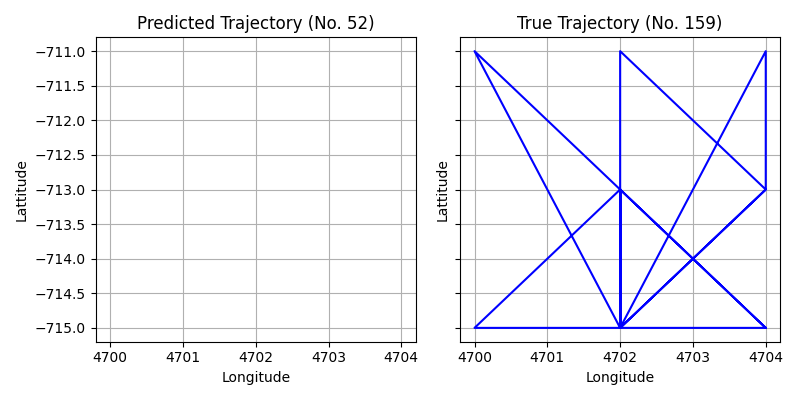 Predicted Trajectory (No. 52)
True Trajectory (No. 159)
Lattitude
−711.0
−711.5
−712.0
−712.5
−713.0
−713.5
−714.0
−714.5
−715.0
4700 4701 4702 4703 4704
Longitude
Lattitude
4700 4701 4702 4703 4704
Longitude